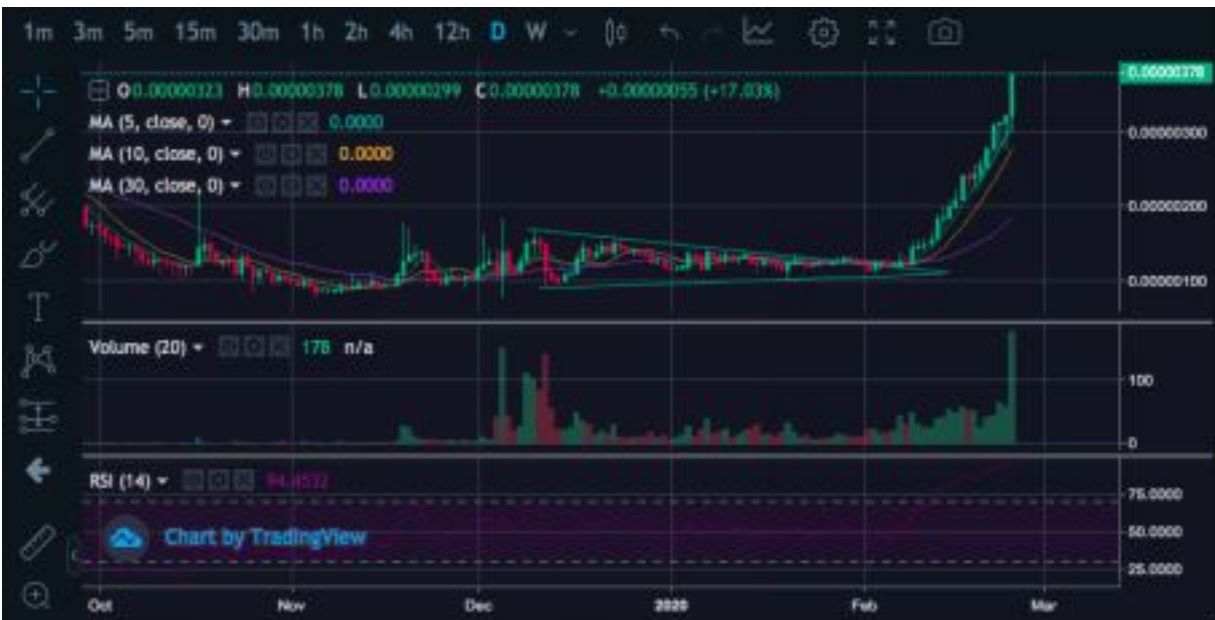 1m 3m 5m 15m 30m 1h 2h 4h 12h D W
O0.00000323 H0.00000378 L0.00000299 C0.00000378 +0.00000055 (+17.03%)
0.00000378
MA (5, close, 0) 0.0000
0.00000300
MA (10, close, 0) 0.0000
MA (30, close, 0) 0.0000
0.00000200
0.00000100
Volume (20) 178 n/a
100
0
RSI (14) 94.4532
75.0000
Chart by TradingView
50.0000
25.0000
Oct Nov Dec 2020 Feb Mar